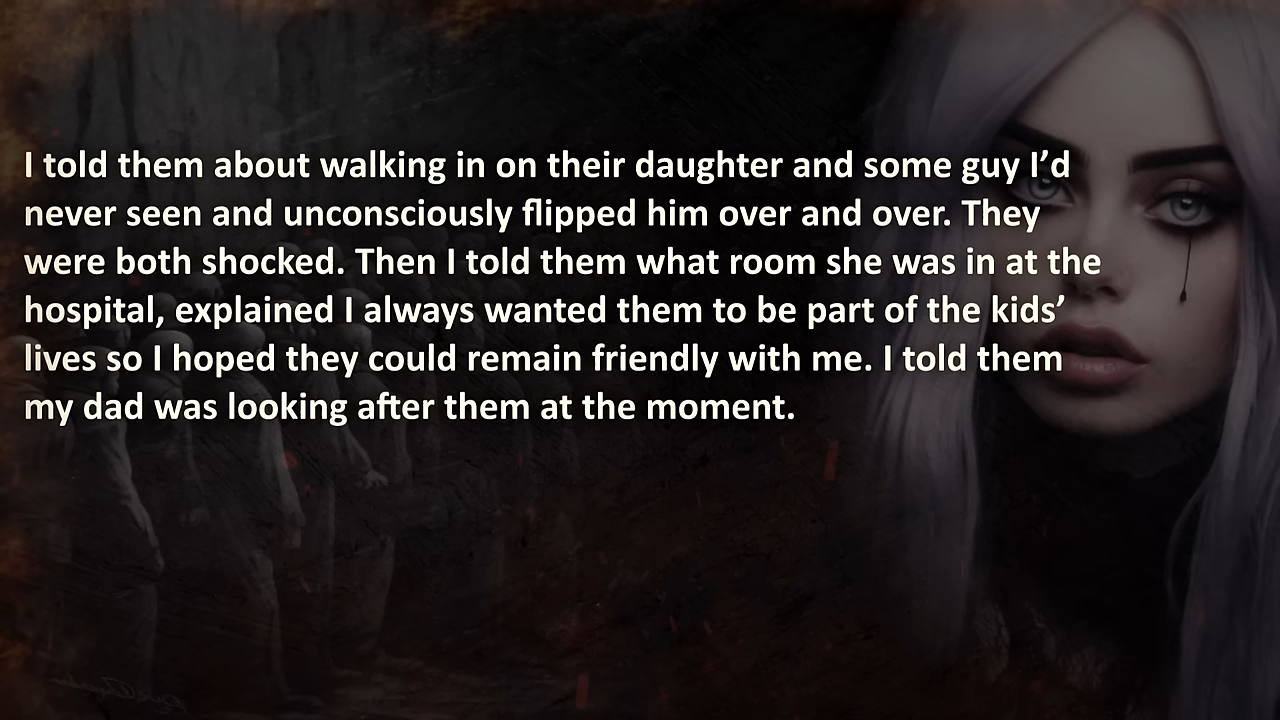 I told them about walking in on their daughter and some guy I’d
never seen and unconsciously flipped him over and over. They
were both shocked. Then I told them what room she was in at the
hospital, explained I always wanted them to be part of the kids’
lives so I hoped they could remain friendly with me. I told them
my dad was looking after them at the moment.